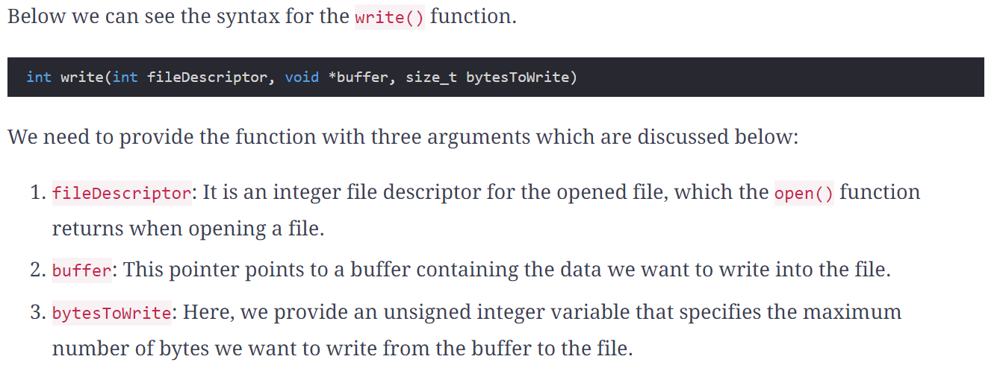 Below we can see the syntax for the write() function.
int write(int fileDescriptor, void *buffer, size_t bytesToWrite)
We need to provide the function with three arguments which are discussed below:
1. fileDescriptor: It is an integer file descriptor for the opened file, which the open() function
returns when opening a file.
2. buffer: This pointer points to a buffer containing the data we want to write into the file.
3. bytesToWrite: Here, we provide an unsigned integer variable that specifies the maximum
number of bytes we want to write from the buffer to the file.